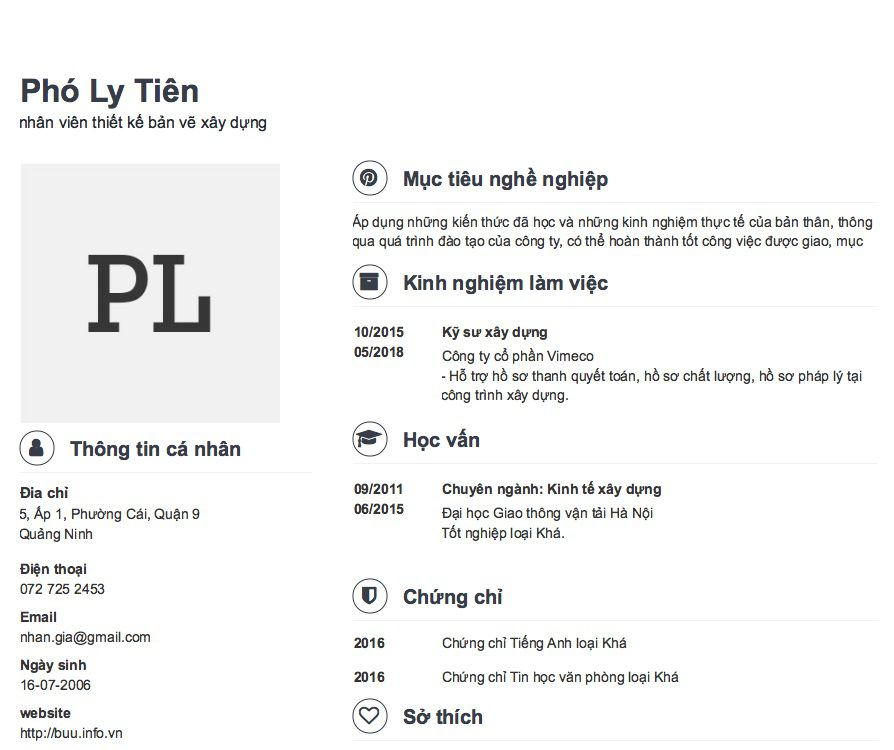 Phó Ly Tiên
nhân viên thiết kế bản vẽ xây dựng
PL
Thông tin cá nhân
Đia chỉ
5, Ấp 1, Phường Cái, Quận 9
Quảng Ninh
Điện thoại
072 725 2453
Email
nhan.gia@gmail.com
Ngày sinh
16-07-2006
website
http://buu.info.vn
Mục tiêu nghề nghiệp
Áp dụng những kiến thức đã học và những kinh nghiệm thực tế của bản thân, thông
qua quá trình đào tạo của công ty, có thể hoàn thành tốt công việc được giao, mục
Kinh nghiệm làm việc
10/2015 Kỹ sư xây dựng
05/2018 Công ty cổ phần Vimeco
- Hỗ trợ hồ sơ thanh quyết toán, hồ sơ chất lượng, hồ sơ pháp lý tại
công trình xây dựng.
Học vấn
09/2011 Chuyên ngành: Kinh tế xây dựng
06/2015 Đại học Giao thông vận tải Hà Nội
Tốt nghiệp loại Khá.
Chứng chỉ
2016 Chứng chỉ Tiếng Anh loại Khá
2016 Chứng chỉ Tin học văn phòng loại Khá
Sở thích